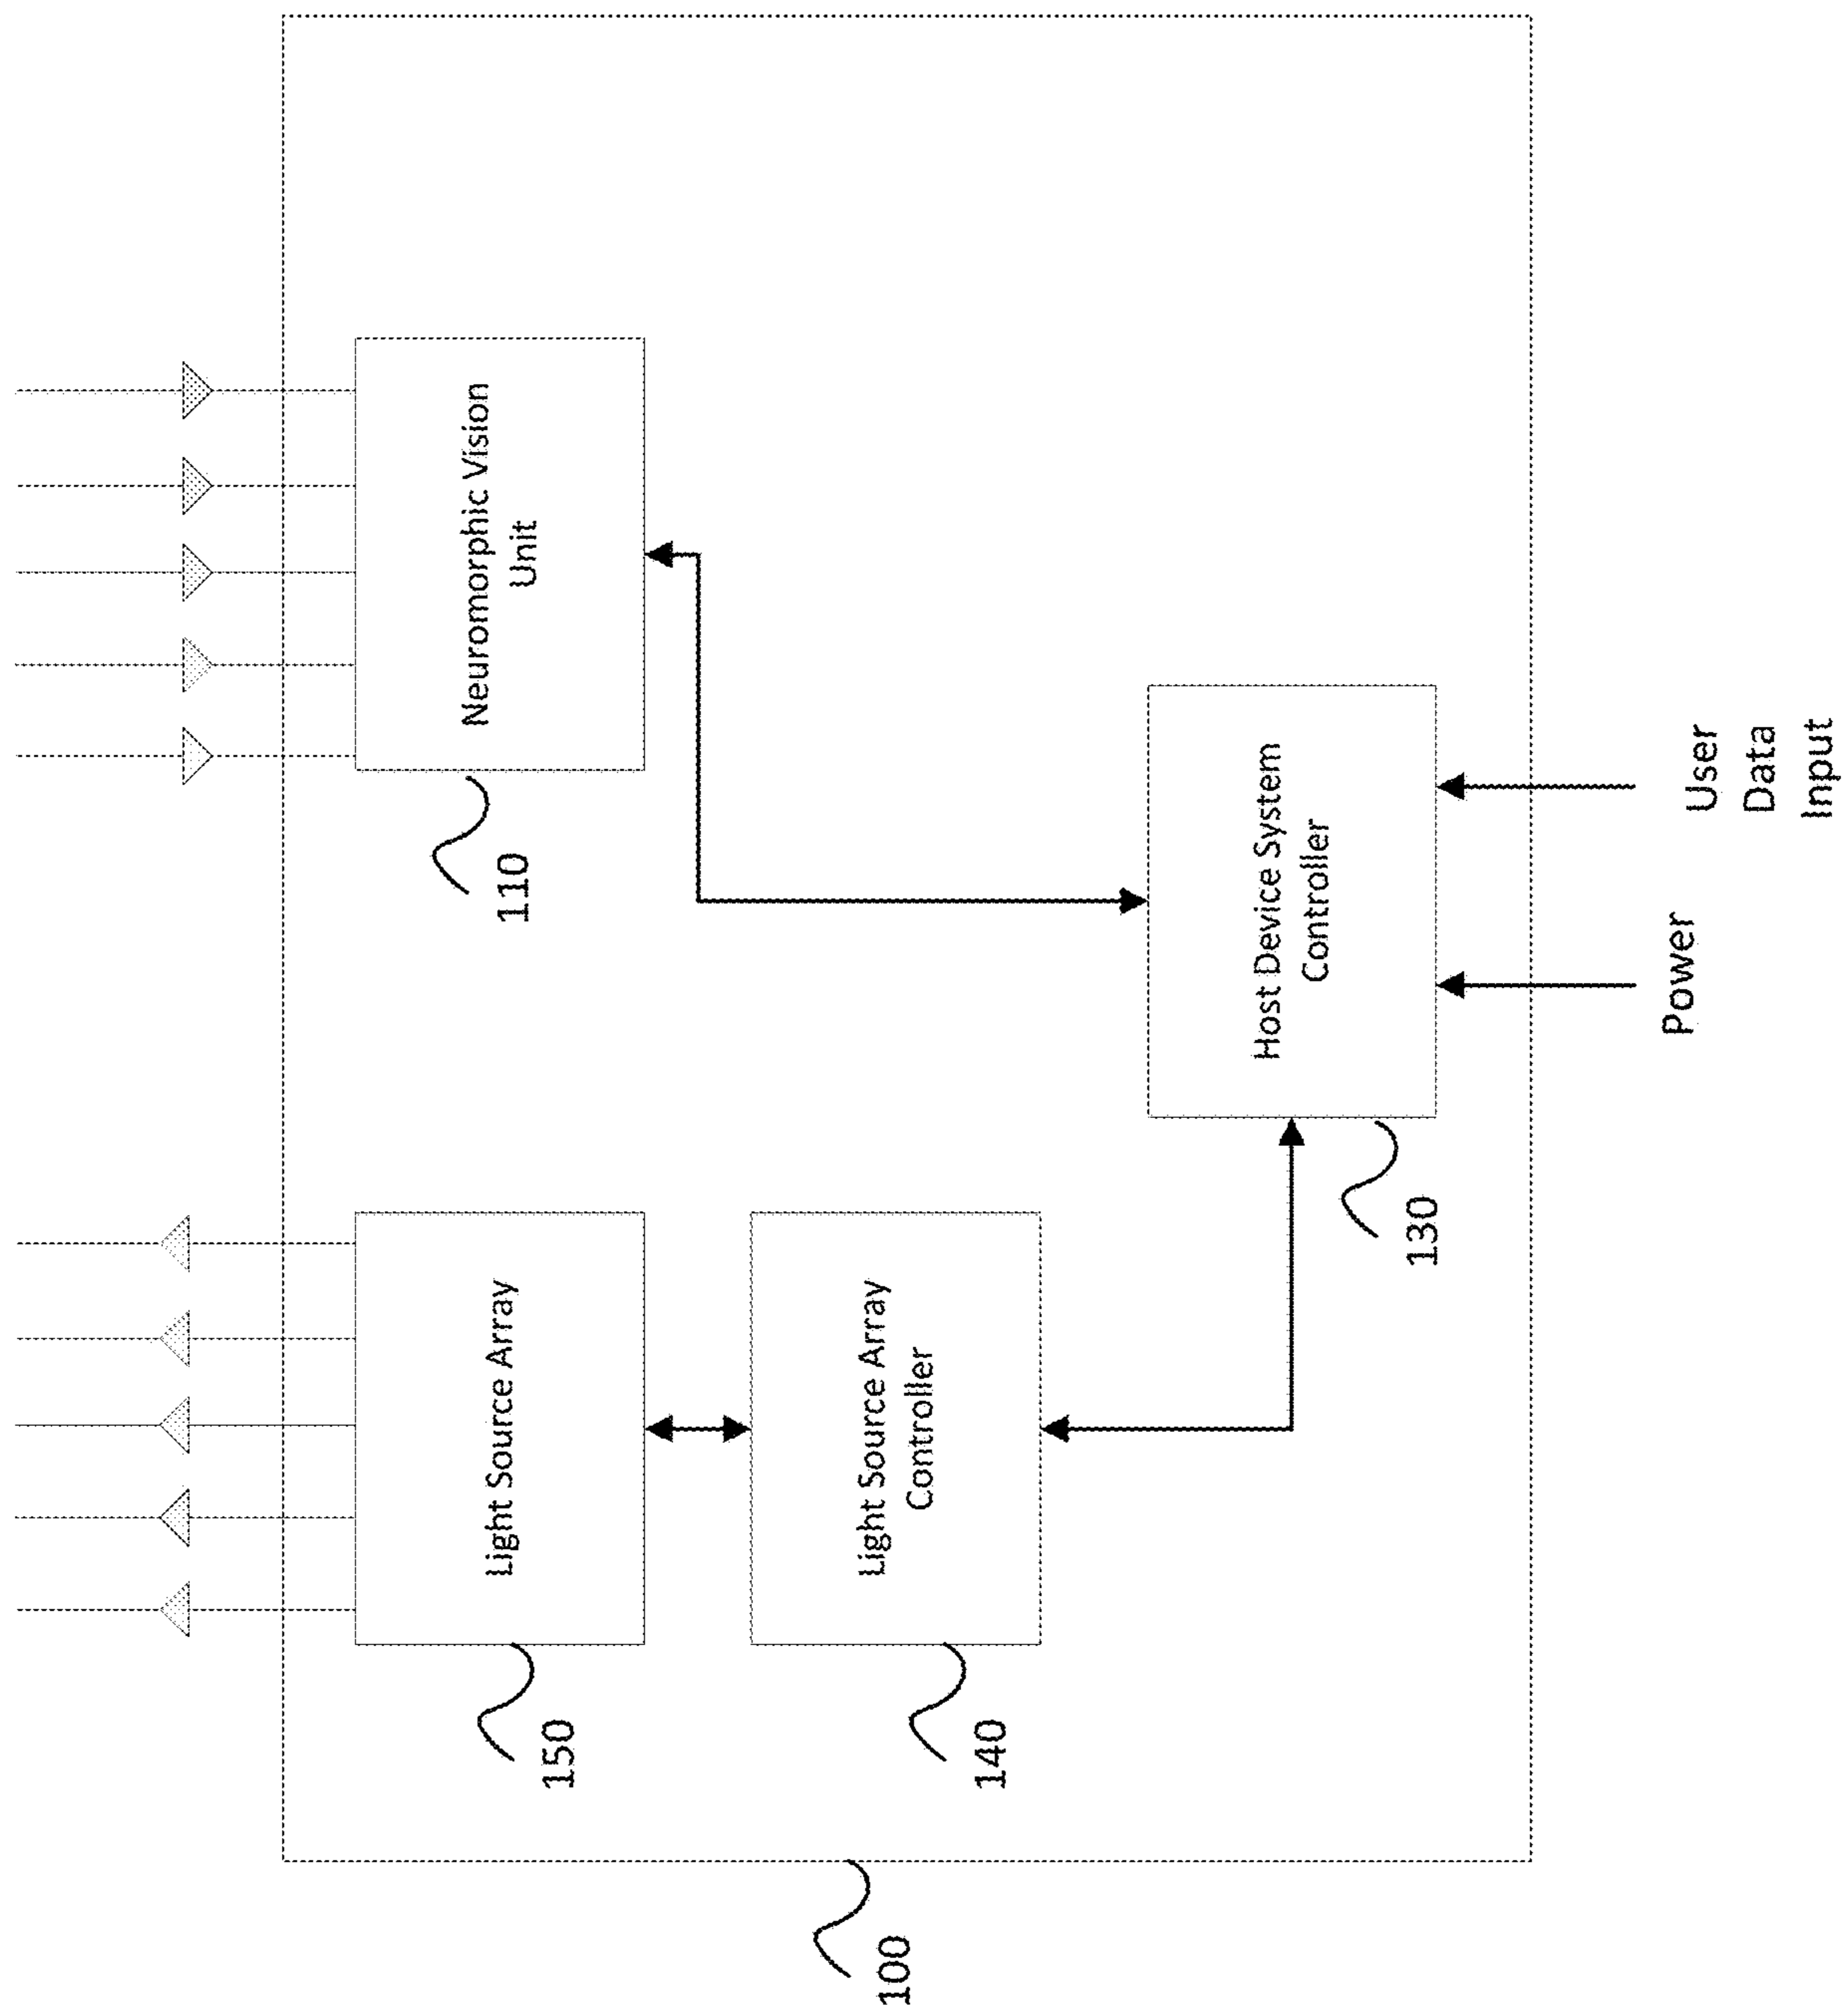 Neuromorphic Vision
Unit
110
Light Source Array
150
Light Source Array
Controller
140
Host Device System
Controller
130
User
Data
Input
Power
100